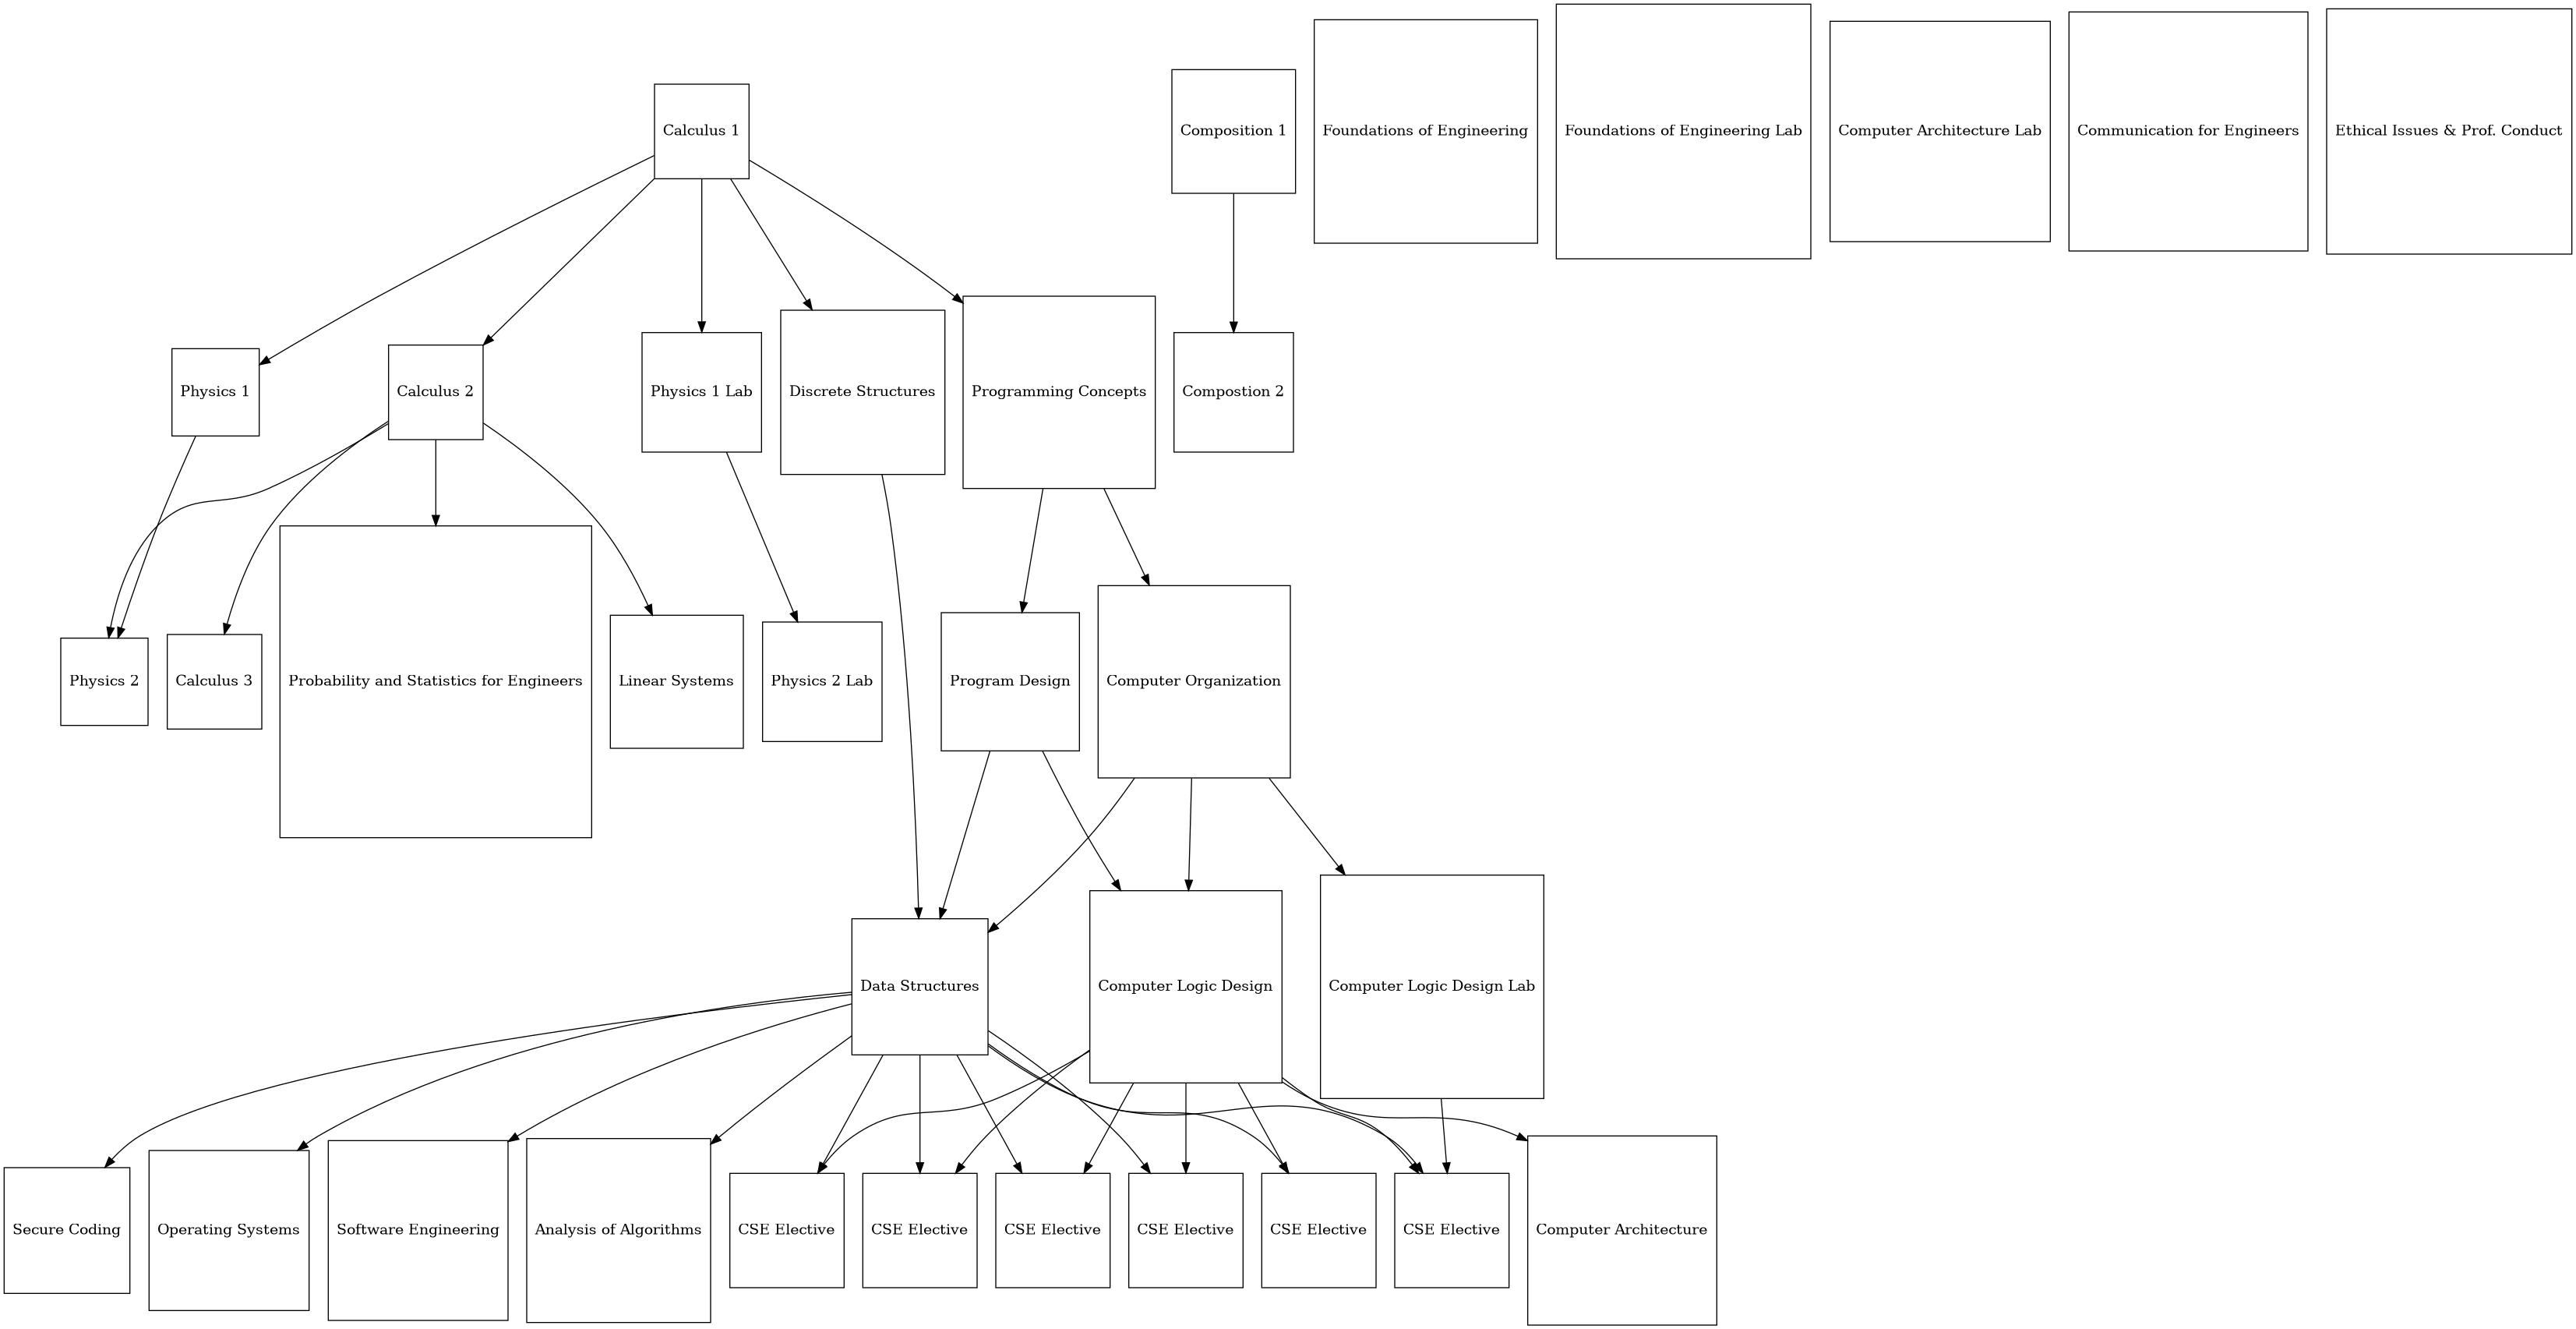 Calculus 1
Composition 1
Foundations of Engineering
Foundations of Engineering Lab
Computer Architecture Lab
Communication for Engineers
Ethical Issues & Prof. Conduct
Physics 1
Calculus 2
Physics 1 Lab
Discrete Structures
Programming Concepts
Compostion 2
Physics 2
Calculus 3
Probability and Statistics for Engineers
Linear Systems
Physics 2 Lab
Program Design
Computer Organization
Data Structures
Computer Logic Design
Computer Logic Design Lab
Secure Coding
Operating Systems
Software Engineering
Analysis of Algorithms
CSE Elective
CSE Elective
CSE Elective
CSE Elective
CSE Elective
CSE Elective
Computer Architecture